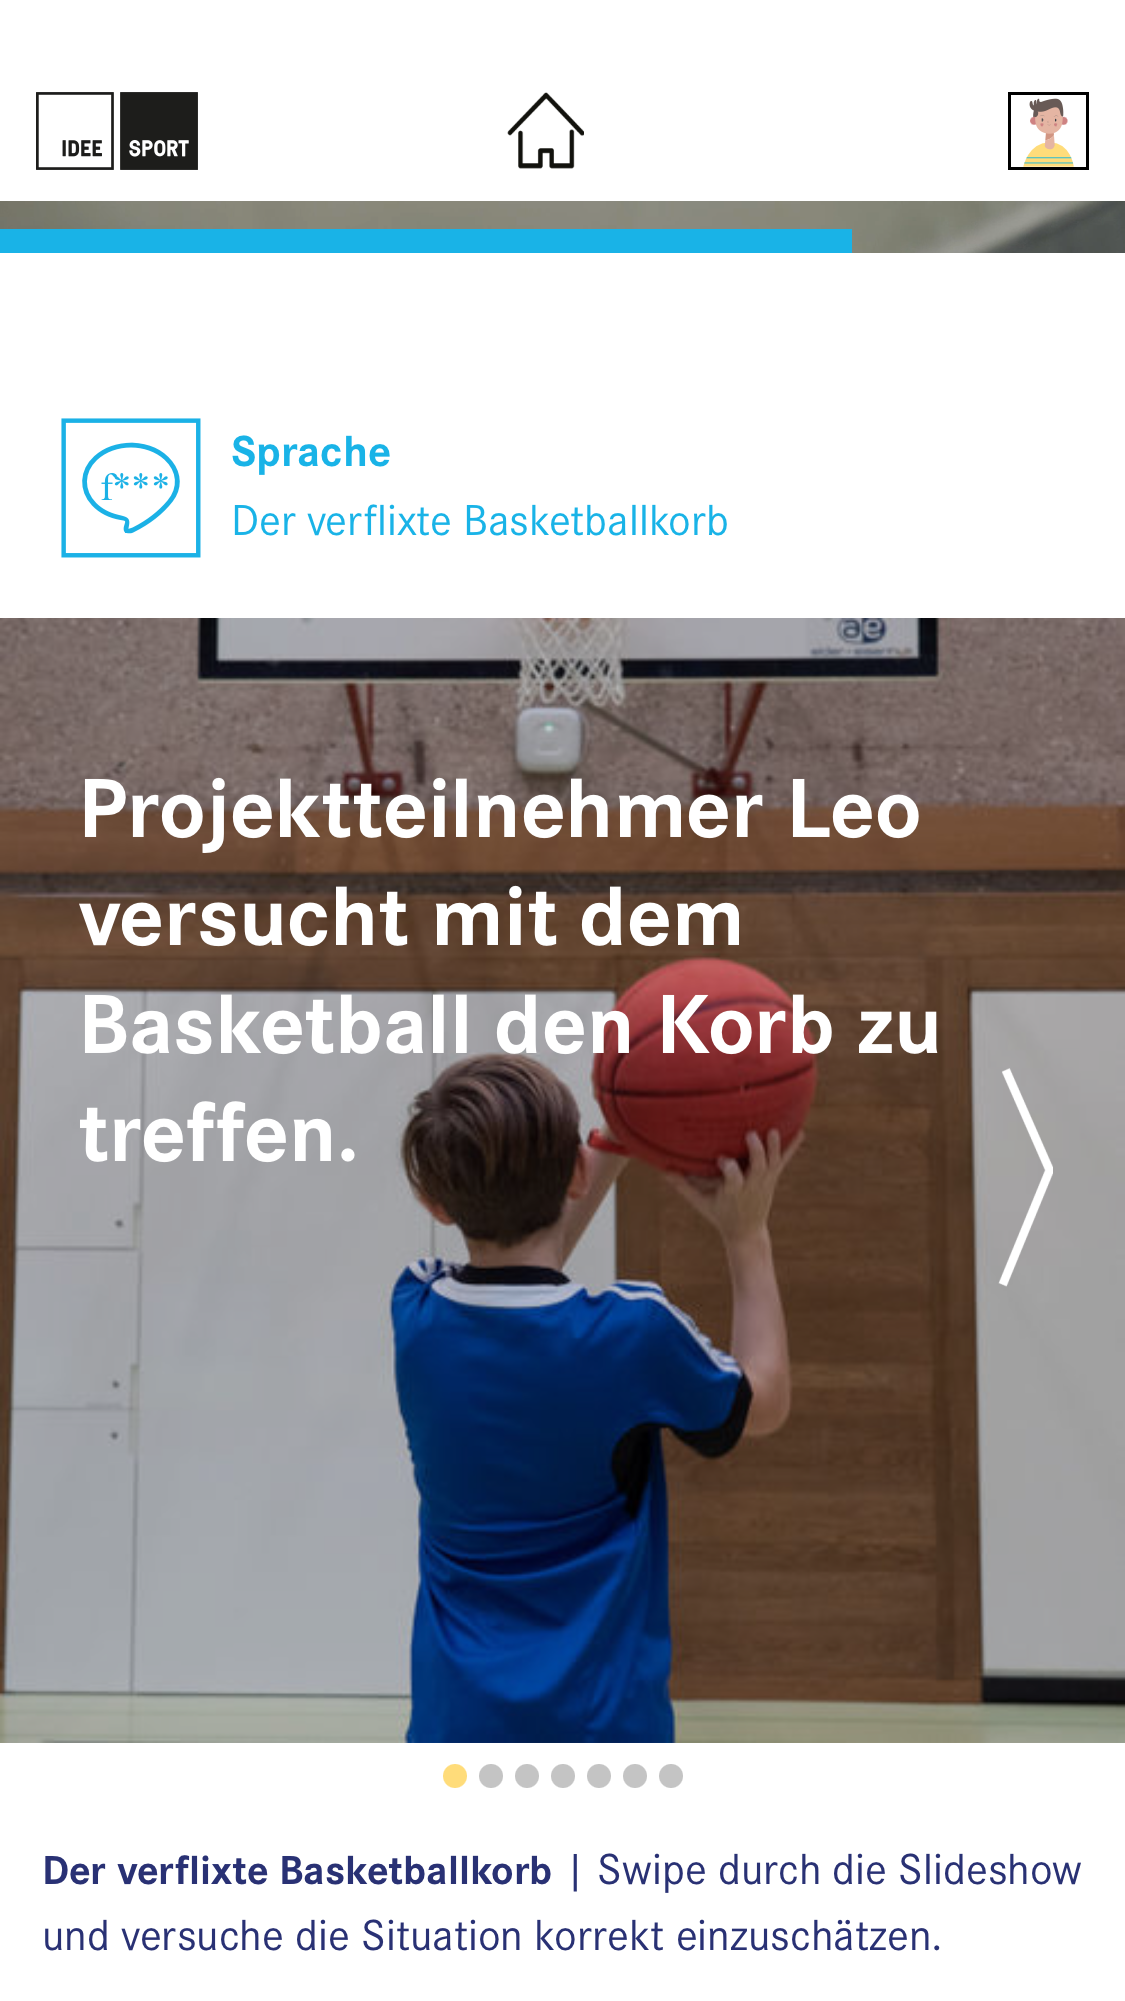 IDEE SPORT
f***
Sprache
Der verflixte Basketballkorb
ae
Projektteilnehmer Leo
versucht mit dem
Basketball den Korb zu
treffen.
Der verflixte Basketballkorb | Swipe durch die Slideshow
und versuche die Situation korrekt einzuschätzen.